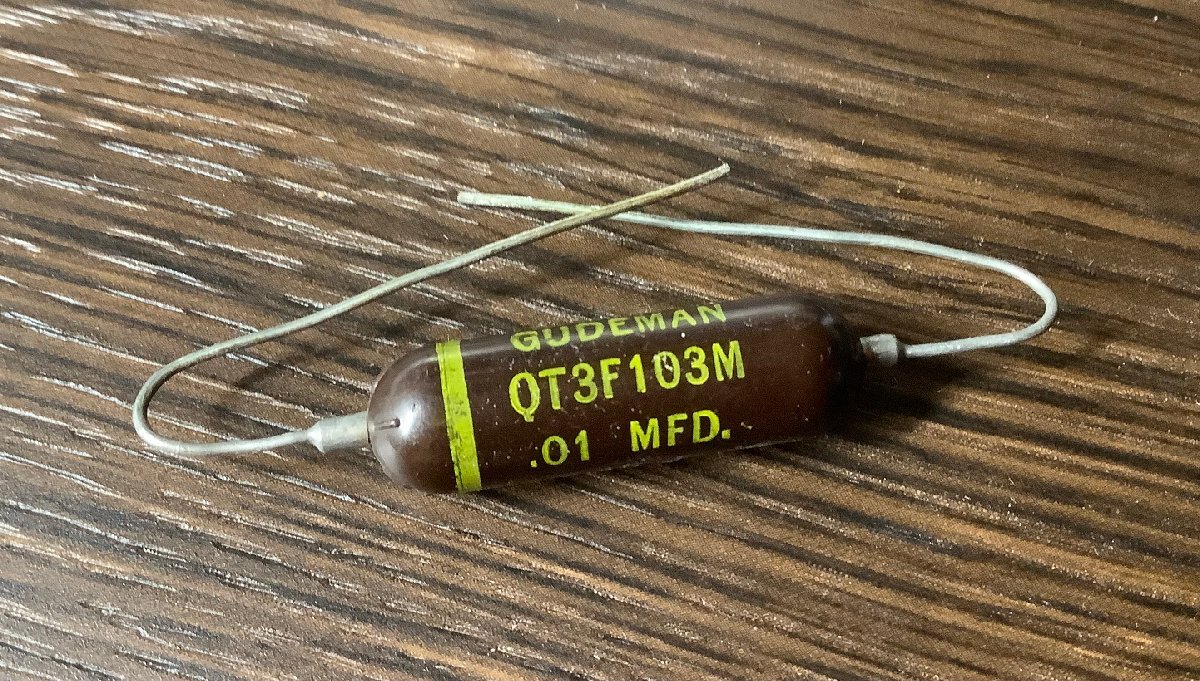 GUDEMAN
QT3F103M
.01 MFD.